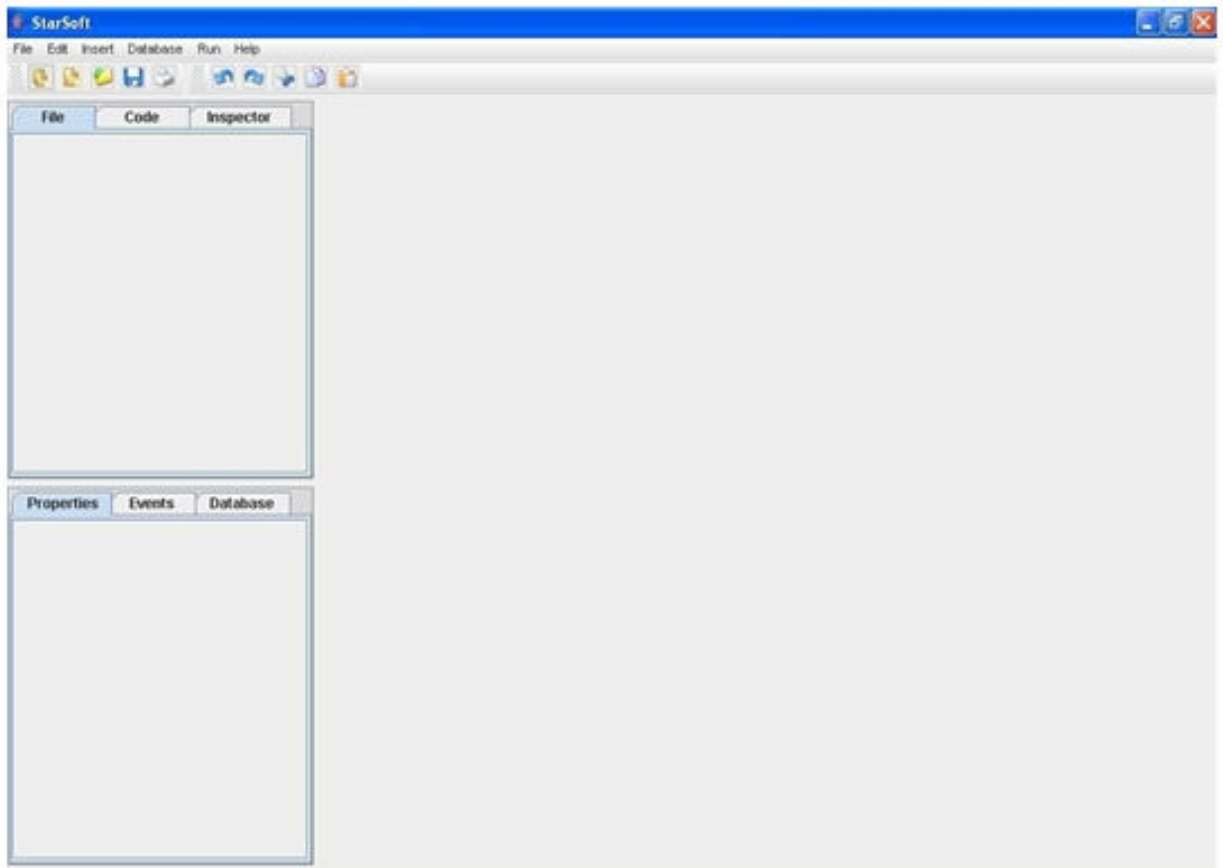 StarSoft
File Edit Insert Database Run Help
File Code Inspector
Properties Events Database